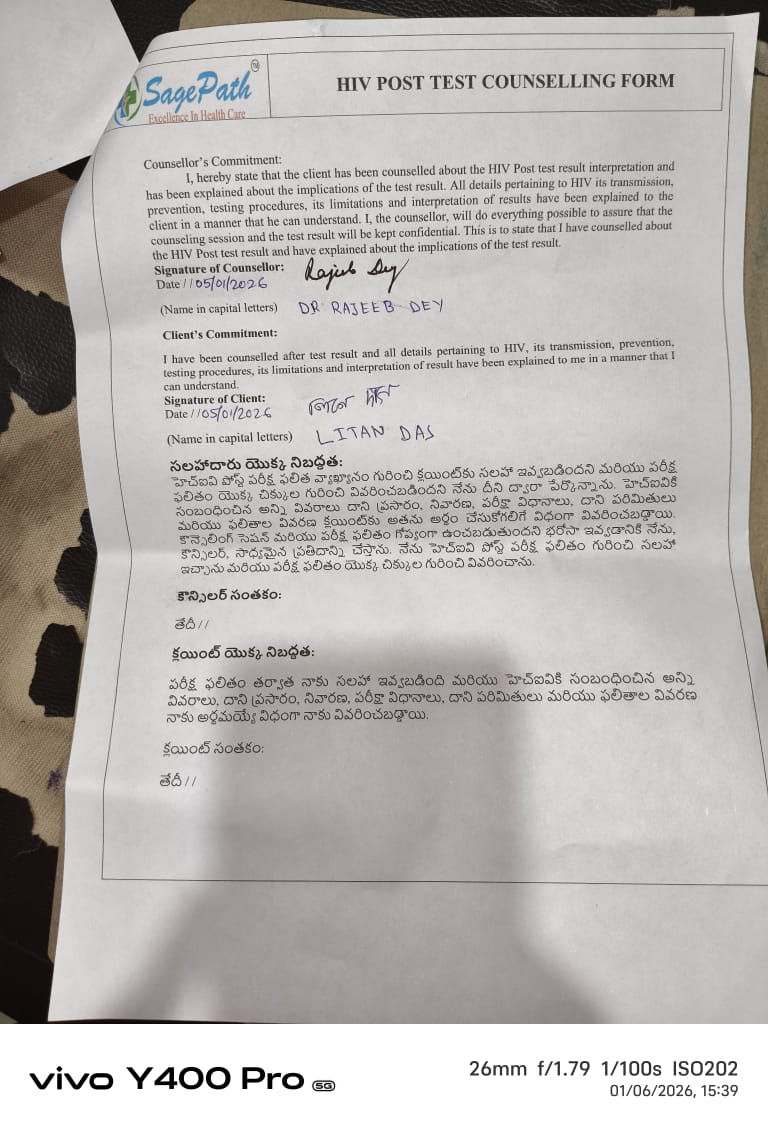 SagePath
TM
Excellence In Health Care
HIV POST TEST COUNSELLING FORM
Counsellor's Commitment:
I, hereby state that the client has been counselled about the HIV Post test result interpretation and
has been explained about the implications of the test result. All details pertaining to HIV its transmission,
prevention, testing procedures, its limitations and interpretation of results have been explained to the
client in a manner that he can understand. I, the counsellor, will do everything possible to assure that the
counseling session and the test result will be kept confidential. This is to state that I have counselled about
the HIV Post test result and have explained about the implications of the test result.
Signature of Counsellor: Rajeeb Dey
Date // 05/01/2026
(Name in capital letters) DR RAJEEB DEY
Client's Commitment:
I have been counselled after test result and all details pertaining to HIV, its transmission, prevention,
testing procedures, its limitations and interpretation of result have been explained to me in a manner that I
can understand.
Signature of Client: দাস
Date // 05/01/2026
(Name in capital letters) LITAN DAS
సలహాదారు యొక్క నిబద్ధత:
హెచ్ఐవి పోస్ట్ పరీక్ష ఫలిత వ్యాఖ్యానం గురించి క్లయింట్‌కు సలహా ఇవ్వబడిందని మరియు పరీక్ష
ఫలితం యొక్క చిక్కుల గురించి వివరించబడిందని నేను దీని ద్వారా పేర్కొన్నాను. హెచ్ఐవికి
సంబంధించిన అన్ని వివరాలు దాని ప్రసారం, నివారణ, పరీక్షా విధానాలు, దాని పరిమితులు
మరియు ఫలితాల వివరణ క్లయింట్‌కు అతను అర్థం చేసుకోగలిగే విధంగా వివరించబడ్డాయి.
కౌన్సెలింగ్ సెషన్ మరియు పరీక్ష ఫలితం గోప్యంగా ఉంచబడుతుందని భరోసా ఇవ్వడానికి నేను,
కౌన్సిలర్, సాధ్యమైన ప్రతిదాన్ని చేస్తాను. నేను హెచ్ఐవి పోస్ట్ పరీక్ష ఫలితం గురించి సలహా
ఇచ్చాను మరియు పరీక్ష ఫలితం యొక్క చిక్కుల గురించి వివరించాను.
కౌన్సిలర్ సంతకం:
తేదీ//
క్లయింట్ యొక్క నిబద్ధత:
పరీక్ష ఫలితం తర్వాత నాకు సలహా ఇవ్వబడింది మరియు హెచ్ఐవికి సంబంధించిన అన్ని
వివరాలు, దాని ప్రసారం, నివారణ, పరీక్షా విధానాలు, దాని పరిమితులు మరియు ఫలితాల వివరణ
నాకు అర్థమయ్యే విధంగా నాకు వివరించబడ్డాయి.
క్లయింట్ సంతకం:
తేదీ//
vivo Y400 Pro 5G
26mm f/1.79 1/100s ISO202
01/06/2026, 15:39